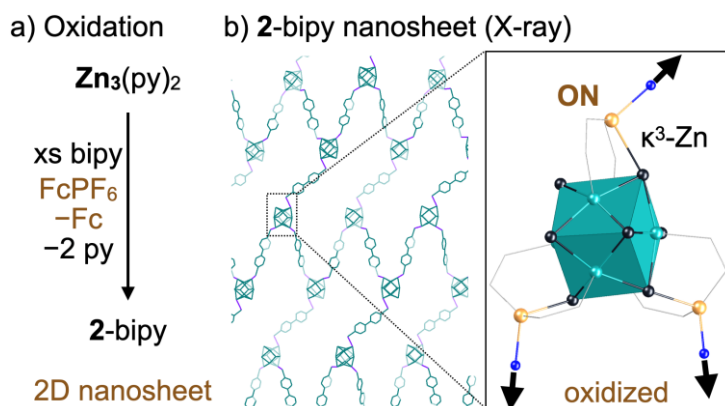 a) Oxidation
Zn₃(py)₂
xs bipy
FcPF₆
−Fc
−2 py
2-bipy
2D nanosheet
b) 2-bipy nanosheet (X-ray)
ON
κ³-Zn
oxidized